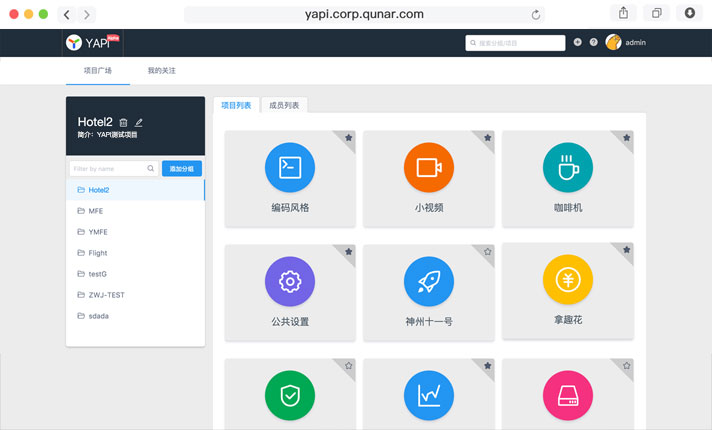 yapi.corp.qunar.com
YAPI
搜索分组/项目
admin
项目广场
我的关注
Hotel2
简介：YAPI测试项目
Filter by name
添加分组
Hotel2
MFE
YMFE
Flight
testG
ZWJ-TEST
sdada
项目列表
成员列表
编码风格
小视频
咖啡机
公共设置
神州十一号
拿趣花